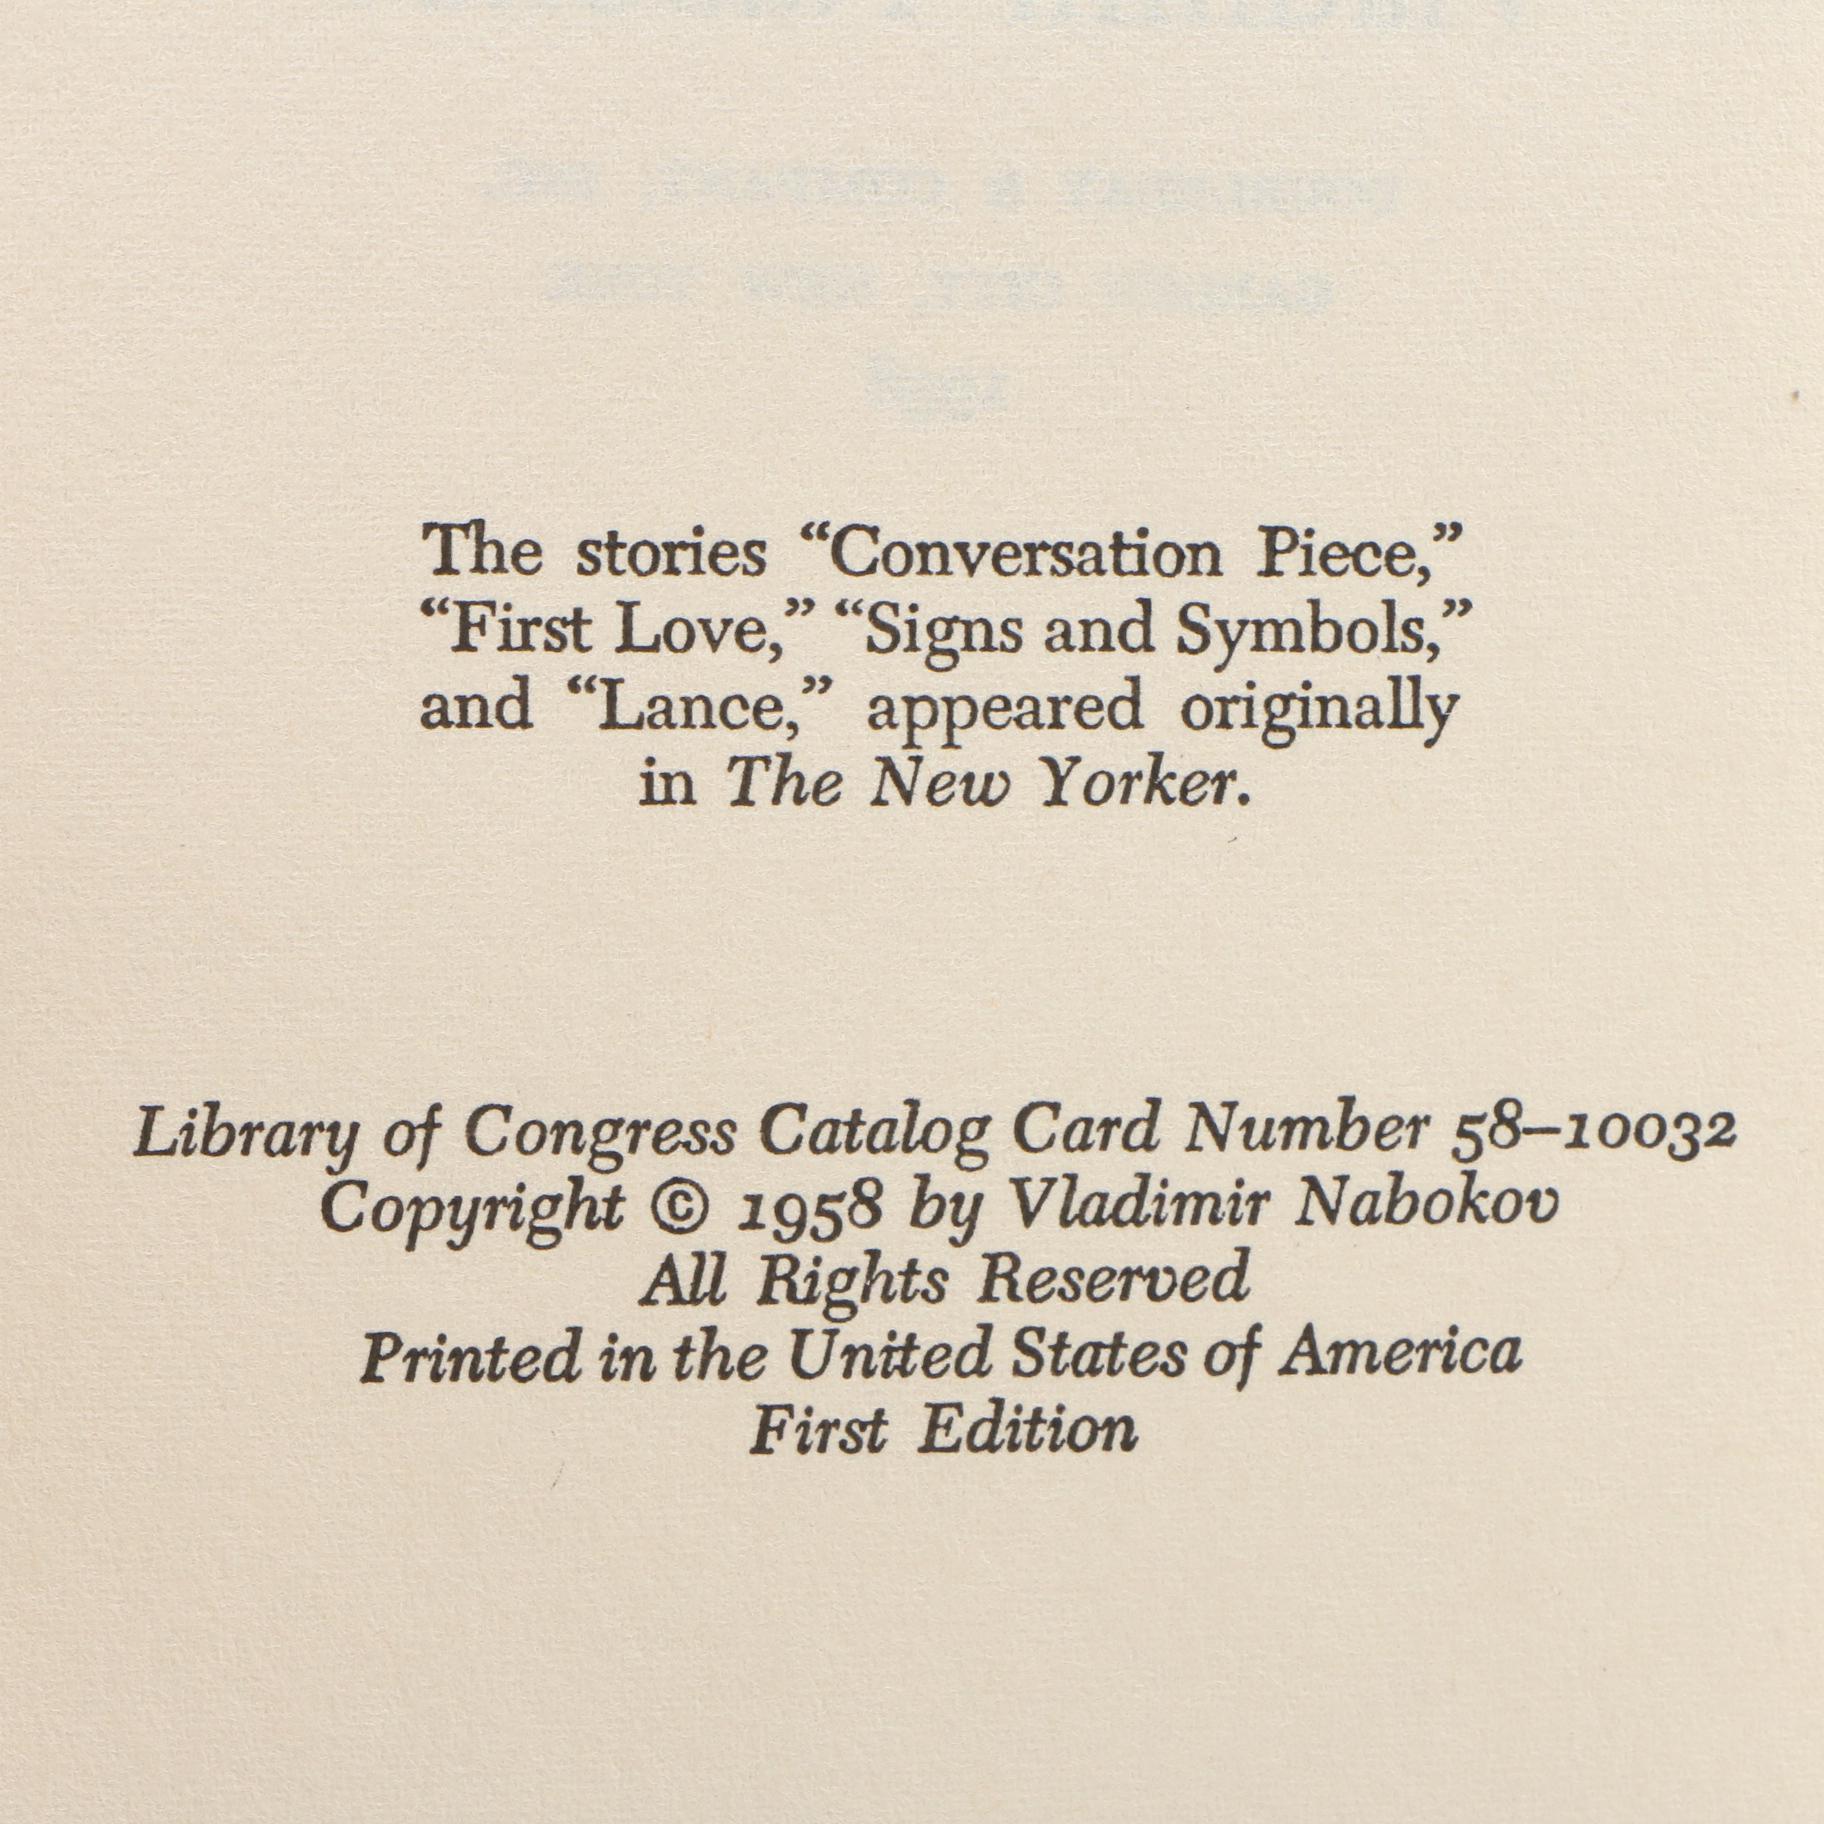 The stories “Conversation Piece,”
“First Love,” “Signs and Symbols,”
and “Lance,” appeared originally
in The New Yorker.
Library of Congress Catalog Card Number 58–10032
Copyright © 1958 by Vladimir Nabokov
All Rights Reserved
Printed in the United States of America
First Edition